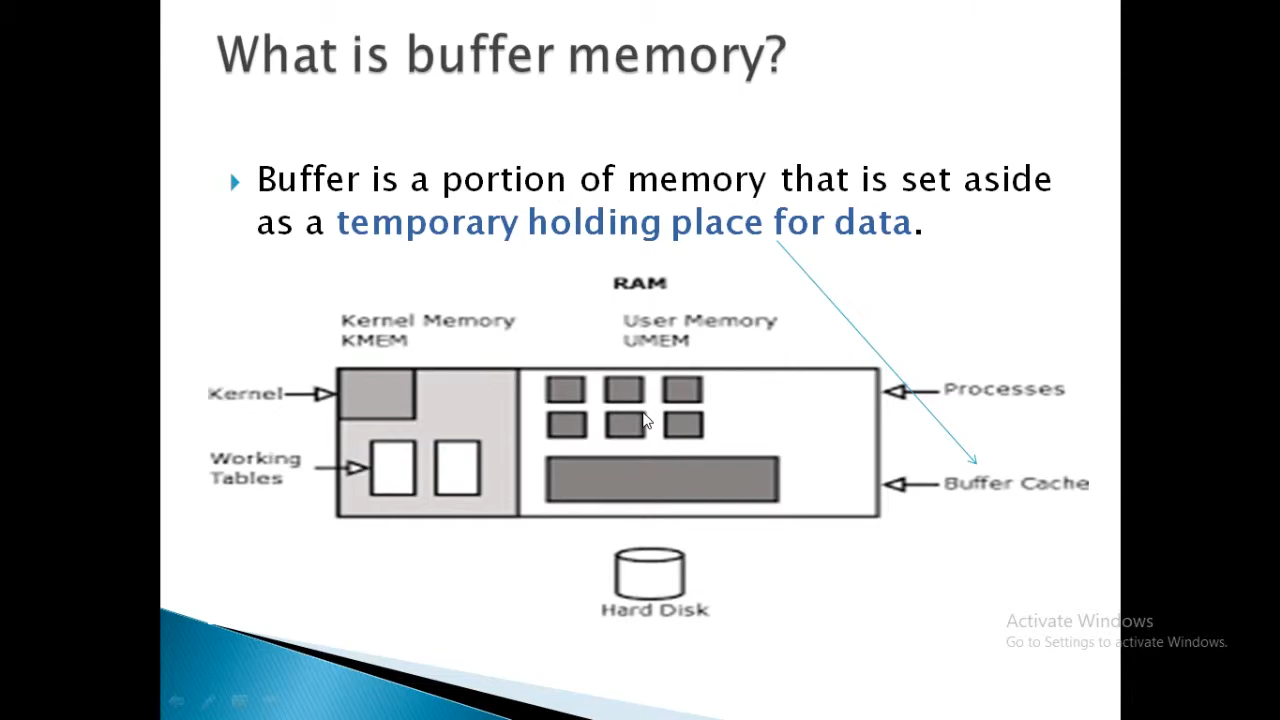 What is buffer memory?
Buffer is a portion of memory that is set aside
as a temporary holding place for data.
RAM
Kernel Memory
KMEM
User Memory
UMEM
Kernel
Processes
Working
Tables
Buffer Cache
Hard Disk
Activate Windows
Go to Settings to activate Windows.